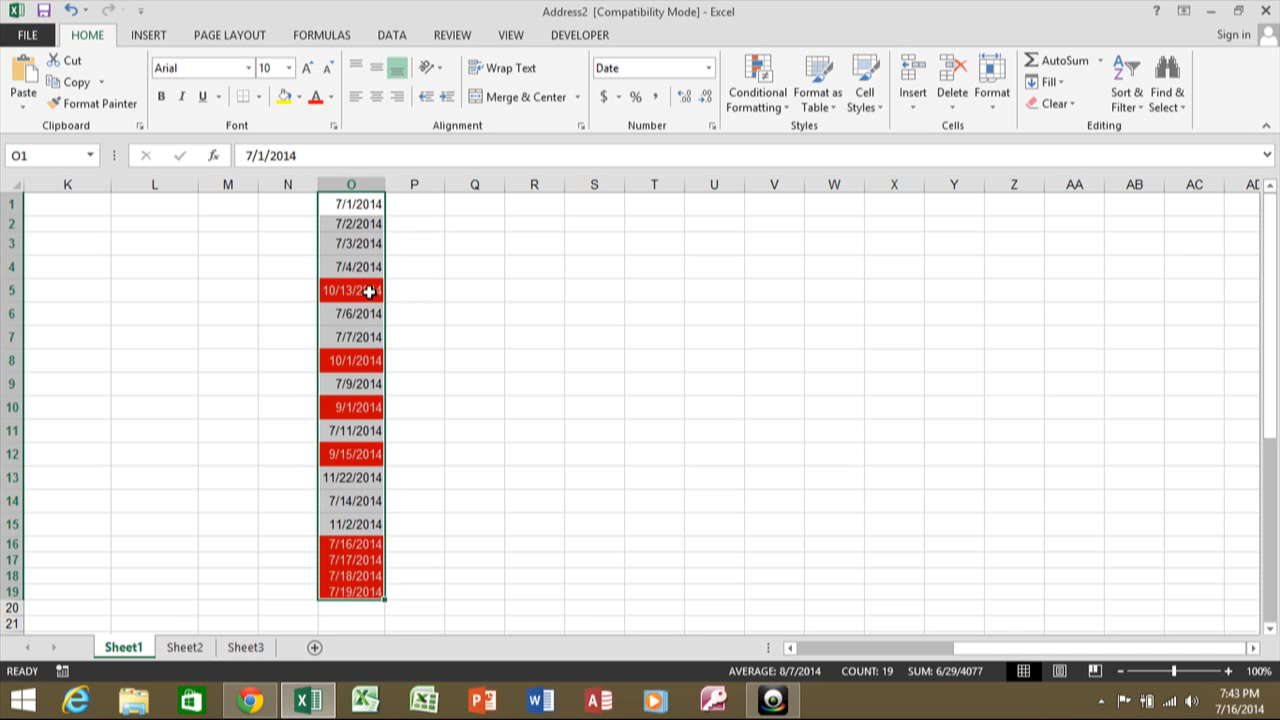 Address2 [Compatibility Mode] - Excel
?
FILE HOME INSERT PAGE LAYOUT FORMULAS DATA REVIEW VIEW DEVELOPER Sign in
Paste
Cut
Copy
Format Painter
Clipboard
Arial 10
B I U A
Font
Wrap Text
Merge & Center
Alignment
Date
$ % ,
Number
Conditional Formatting
Format as Table
Cell Styles
Styles
Insert Delete Format
Cells
AutoSum
Fill
Clear
Sort & Filter
Find & Select
Editing
O1 fx 7/1/2014
K L M N O P Q R S T U V W X Y Z AA AB AC AD
1 7/1/2014
2 7/2/2014
3 7/3/2014
4 7/4/2014
5 10/13/2014
6 7/6/2014
7 7/7/2014
8 10/1/2014
9 7/9/2014
10 9/1/2014
11 7/11/2014
12 9/15/2014
13 11/22/2014
14 7/14/2014
15 11/2/2014
16 7/16/2014
17 7/17/2014
18 7/18/2014
19 7/19/2014
20
21
Sheet1 Sheet2 Sheet3
READY AVERAGE: 8/7/2014 COUNT: 19 SUM: 6/29/4077 100%
7:43 PM
7/16/2014